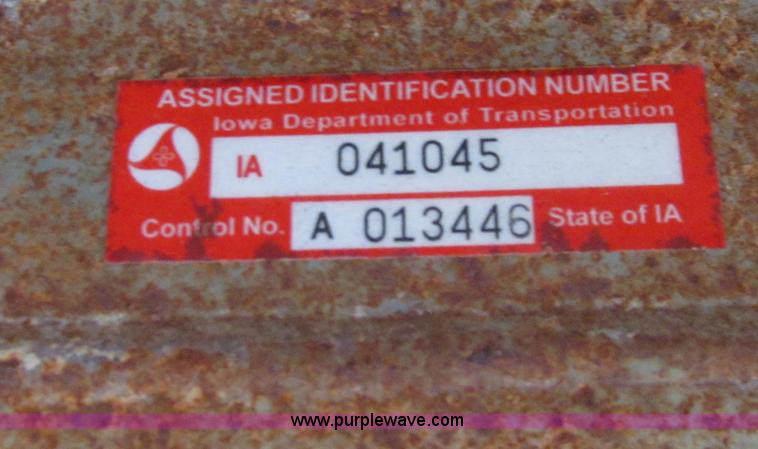 ASSIGNED IDENTIFICATION NUMBER
Iowa Department of Transportation
IA 041045
Control No. A 013446 State of IA
www.purplewave.com